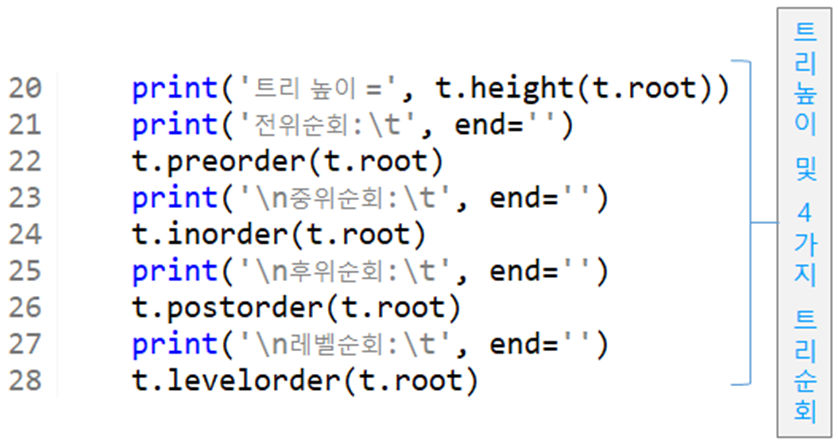 20 print('트리 높이 =', t.height(t.root))
21 print('전위순회:\t', end='')
22 t.preorder(t.root)
23 print('\n중위순회:\t', end='')
24 t.inorder(t.root)
25 print('\n후위순회:\t', end='')
26 t.postorder(t.root)
27 print('\n레벨순회:\t', end='')
28 t.levelorder(t.root)
트리높이 및 4가지 트리순회